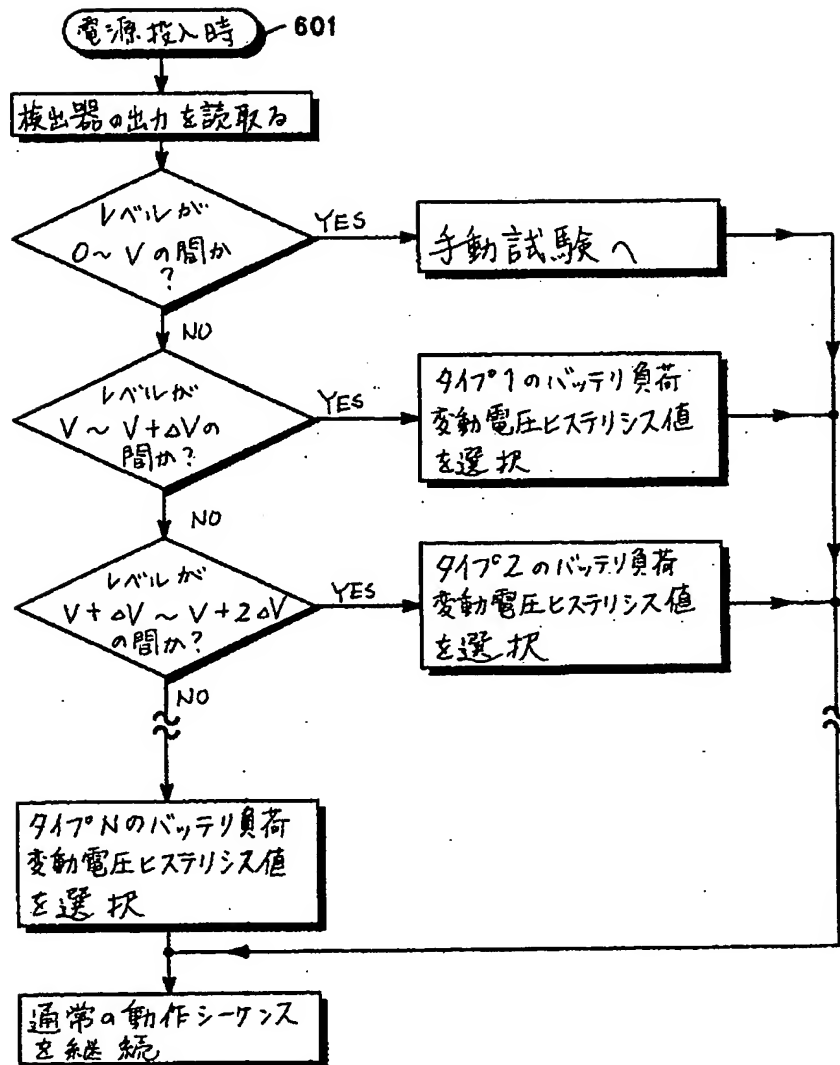 電源投入時
601
検出器の出力を読取る
レベルが
0～Vの間か
?
YES
手動試験へ
NO
レベルが
V～V+ΔVの
間か?
YES
タイプ1のバッテリ負荷
変動電圧ヒステリシス値
を選択
NO
レベルが
V+ΔV～V+2ΔV
の間か?
YES
タイプ2のバッテリ負荷
変動電圧ヒステリシス値
を選択
NO
タイプNのバッテリ負荷
変動電圧ヒステリシス値
を選択
通常の動作シーケンス
を継続